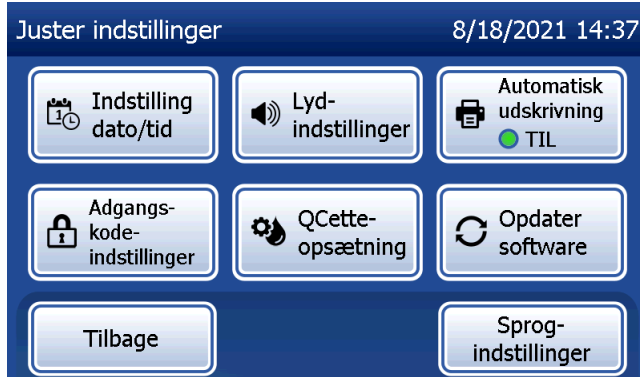 Juster indstillinger
8/18/2021 14:37
Indstilling
dato/tid
Lyd-
indstillinger
Automatisk
udskrivning
TIL
Adgangs-
kode-
indstillinger
QCette-
opsætning
Opdater
software
Tilbage
Sprog-
indstillinger